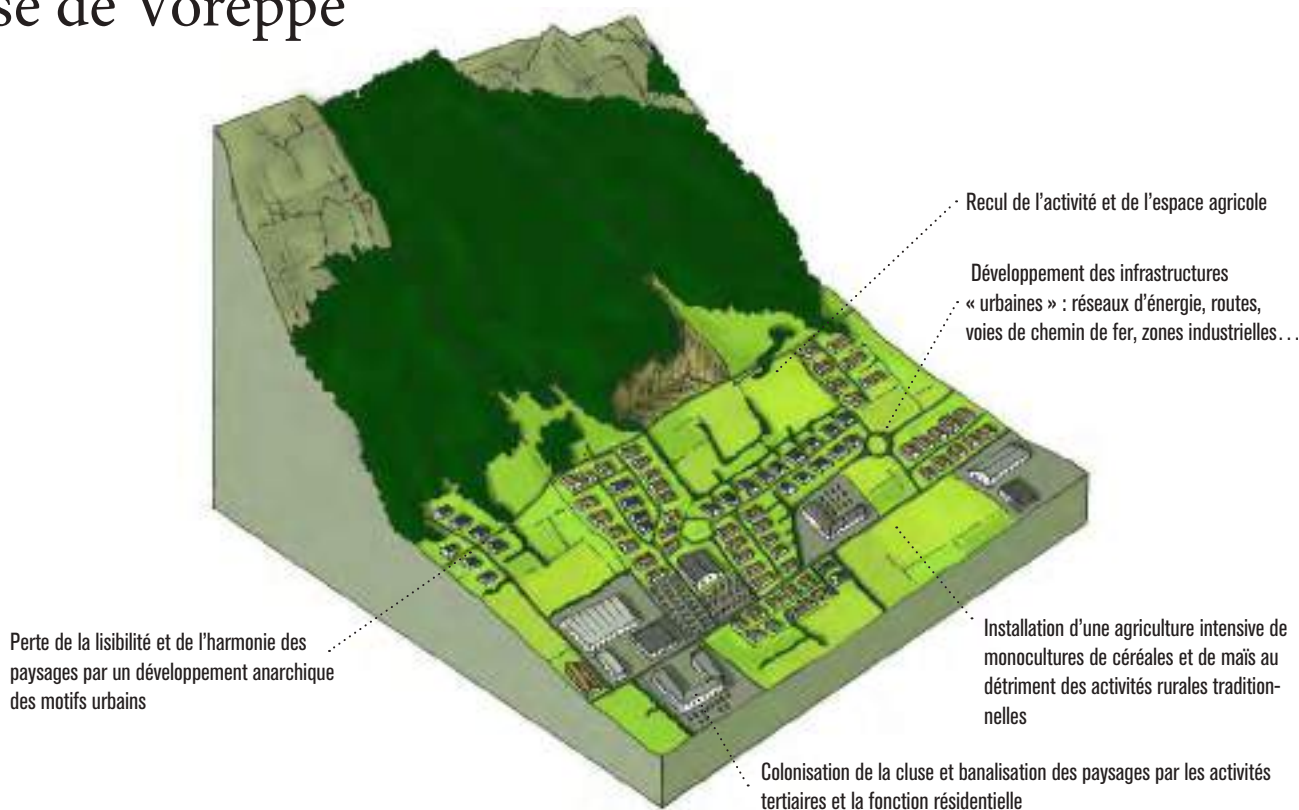 se de Voreppe
Recul de l’activité et de l’espace agricole
Développement des infrastructures
« urbaines » : réseaux d’énergie, routes,
voies de chemin de fer, zones industrielles…
Perte de la lisibilité et de l’harmonie des
paysages par un développement anarchique
des motifs urbains
Installation d’une agriculture intensive de
monocultures de céréales et de maïs au
détriment des activités rurales tradition-
nelles
Colonisation de la cluse et banalisation des paysages par les activités
tertiaires et la fonction résidentielle